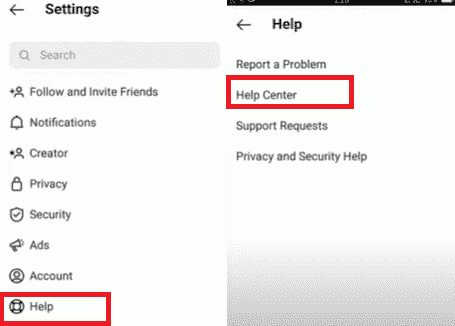 Settings
Search
Follow and Invite Friends
Notifications
Creator
Privacy
Security
Ads
Account
Help
Help
Report a Problem
Help Center
Support Requests
Privacy and Security Help